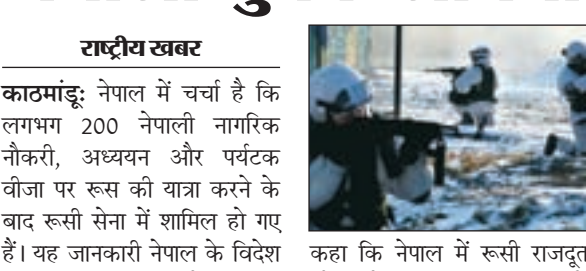 राष्ट्रीय खबर
काठमांडूः नेपाल में चर्चा है कि
लगभग 200 नेपाली नागरिक
नौकरी, अध्ययन और पर्यटक
वीजा पर रूस की यात्रा करने के
बाद रूसी सेना में शामिल हो गए
हैं। यह जानकारी नेपाल के विदेश
कहा कि नेपाल में रूसी राजदूत